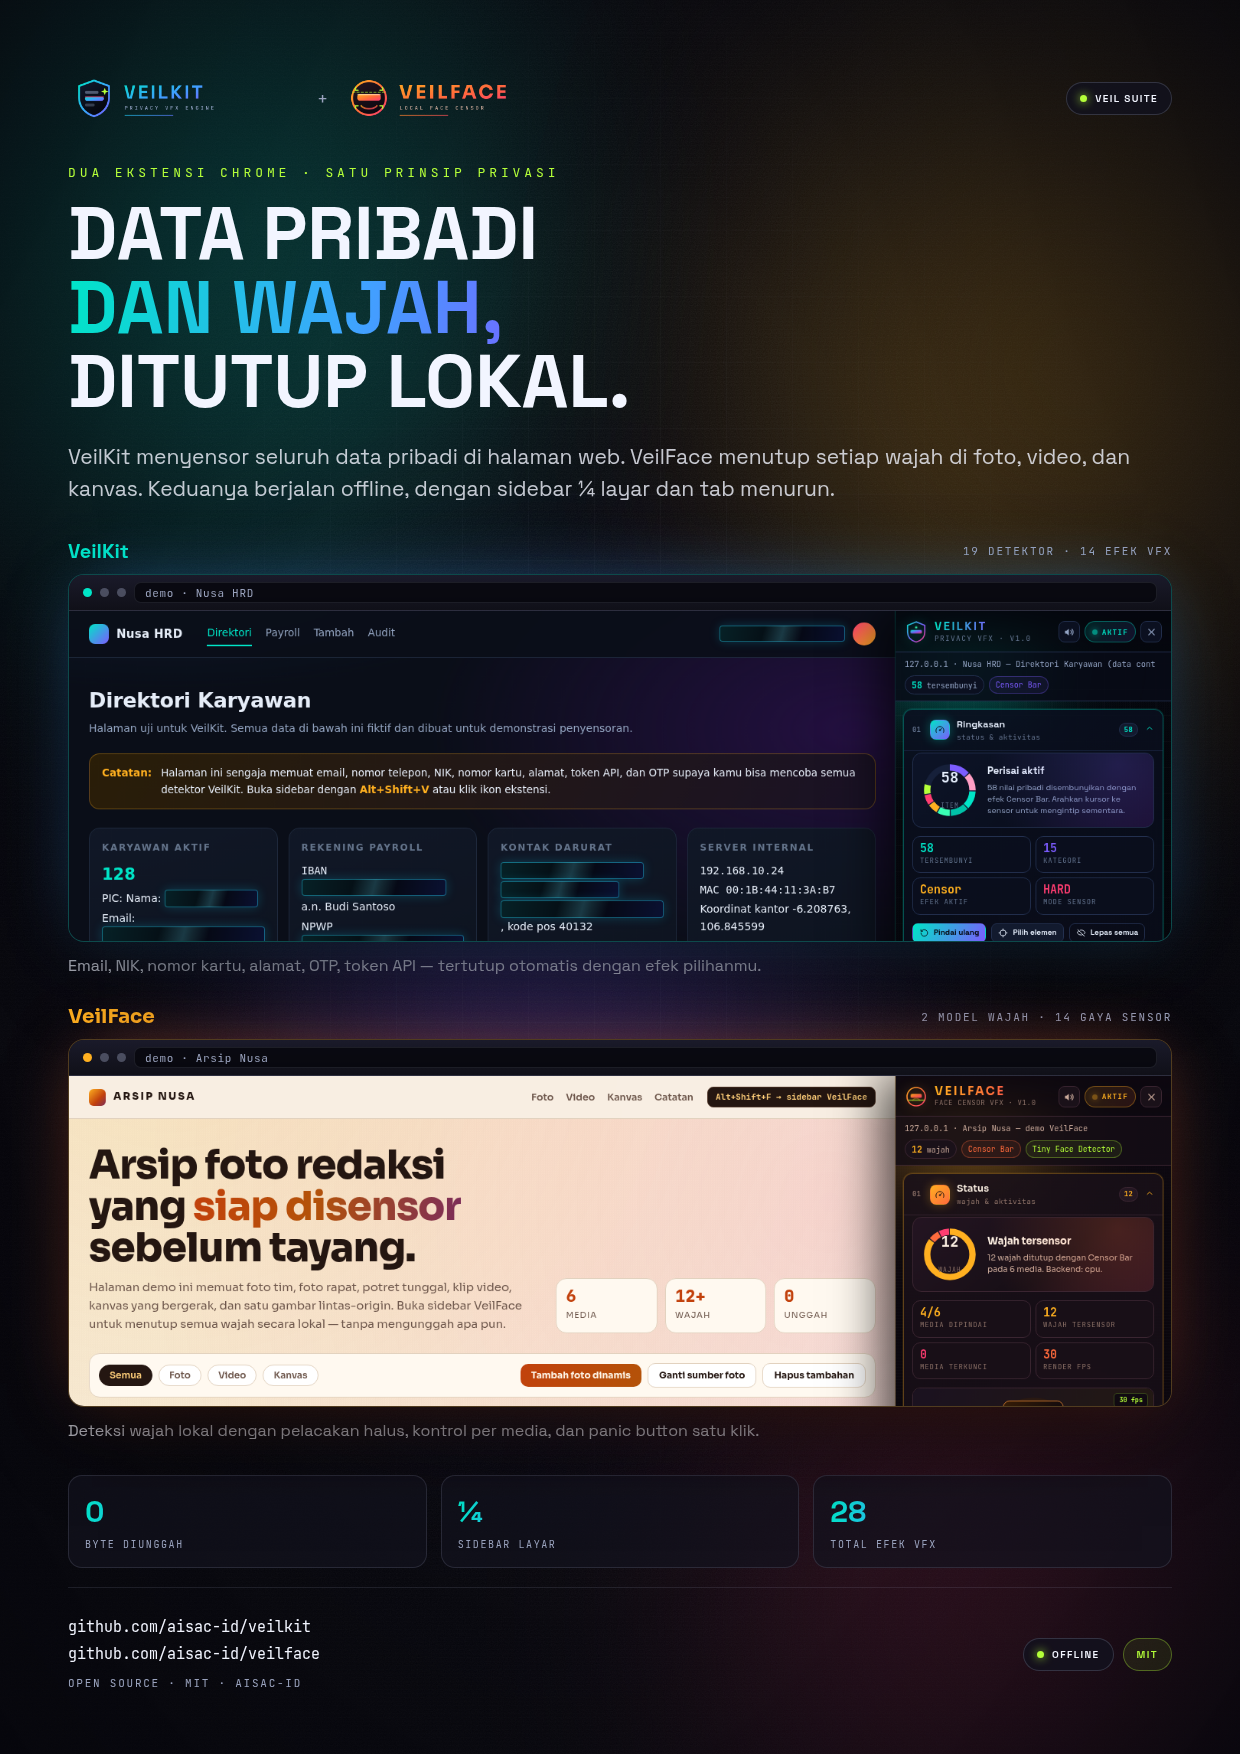 VEILKIT
PRIVACY VFX ENGINE
+
VEILFACE
LOCAL FACE CENSOR
VEIL SUITE
DUA EKSTENSI CHROME · SATU PRINSIP PRIVASI
DATA PRIBADI
DAN WAJAH,
DITUTUP LOKAL.
VeilKit menyensor seluruh data pribadi di halaman web. VeilFace menutup setiap wajah di foto, video, dan
kanvas. Keduanya berjalan offline, dengan sidebar ¼ layar dan tab menurun.
VeilKit
19 DETEKTOR · 14 EFEK VFX
demo · Nusa HRD
Nusa HRD
Direktori Payroll Tambah Audit
Direktori Karyawan
Halaman uji untuk VeilKit. Semua data di bawah ini fiktif dan dibuat untuk demonstrasi penyensoran.
Catatan: Halaman ini sengaja memuat email, nomor telepon, NIK, nomor kartu, alamat, token API, dan OTP supaya kamu bisa mencoba semua
detektor VeilKit. Buka sidebar dengan Alt+Shift+V atau klik ikon ekstensi.
KARYAWAN AKTIF
128
PIC: Nama:
Email:
REKENING PAYROLL
IBAN
a.n. Budi Santoso
NPWP
KONTAK DARURAT
, kode pos 40132
SERVER INTERNAL
192.168.10.24
MAC 00:1B:44:11:3A:B7
Koordinat kantor -6.208763,
106.845599
VEILKIT
PRIVACY VFX · V1.0
AKTIF
127.0.0.1 · Nusa HRD — Direktori Karyawan (data cont
58 tersembunyi
Censor Bar
01
Ringkasan
status & aktivitas
58
58
ITEM
Perisai aktif
58 nilai pribadi disembunyikan dengan
efek Censor Bar. Arahkan kursor ke
sensor untuk mengintip sementara.
58
TERSEMBUNYI
15
KATEGORI
Censor
EFEK AKTIF
HARD
MODE SENSOR
Pindai ulang
Pilih elemen
Lepas semua
Email, NIK, nomor kartu, alamat, OTP, token API — tertutup otomatis dengan efek pilihanmu.
VeilFace
2 MODEL WAJAH · 14 GAYA SENSOR
demo · Arsip Nusa
ARSIP NUSA
Foto Video Kanvas Catatan
Alt+Shift+F → sidebar VeilFace
Arsip foto redaksi
yang siap disensor
sebelum tayang.
Halaman demo ini memuat foto tim, foto rapat, potret tunggal, klip video,
kanvas yang bergerak, dan satu gambar lintas-origin. Buka sidebar VeilFace
untuk menutup semua wajah secara lokal — tanpa mengunggah apa pun.
6
MEDIA
12+
WAJAH
0
UNGGAH
Semua
Foto
Video
Kanvas
Tambah foto dinamis
Ganti sumber foto
Hapus tambahan
VEILFACE
FACE CENSOR VFX · V1.0
AKTIF
127.0.0.1 · Arsip Nusa — demo VeilFace
12 wajah
Censor Bar
Tiny Face Detector
01
Status
wajah & aktivitas
12
12
WAJAH
Wajah tersensor
12 wajah ditutup dengan Censor Bar
pada 6 media. Backend: cpu.
4/6
MEDIA DIPINDAI
12
WAJAH TERSENSOR
0
MEDIA TERKUNCI
30
RENDER FPS
30 fps
Deteksi wajah lokal dengan pelacakan halus, kontrol per media, dan panic button satu klik.
0
BYTE DIUNGGAH
¼
SIDEBAR LAYAR
28
TOTAL EFEK VFX
github.com/aisac-id/veilkit
github.com/aisac-id/veilface
OPEN SOURCE · MIT · AISAC-ID
OFFLINE
MIT